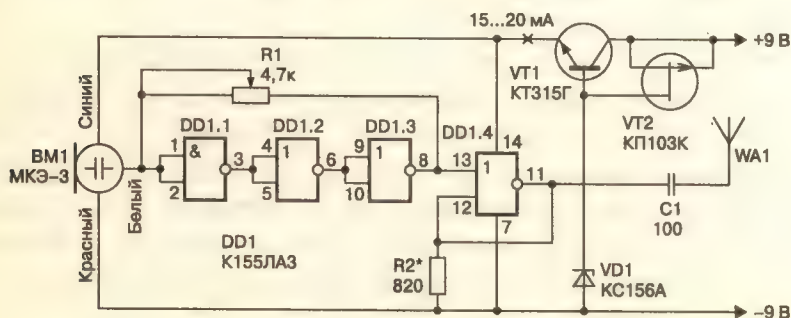 15...20 мА
+9 В
R1
4,7к
VT1
КТ315Г
Синий
DD1.1
DD1.2
DD1.3
DD1.4
14
VT2
КП103К
ВМ1
МКЭ-3
1
&
3
4
1
6
9
1
8
13
1
11
WA1
2
5
10
12
Белый
7
C1
100
Красный
DD1
К155ЛА3
R2*
820
VD1
КС156А
-9 В